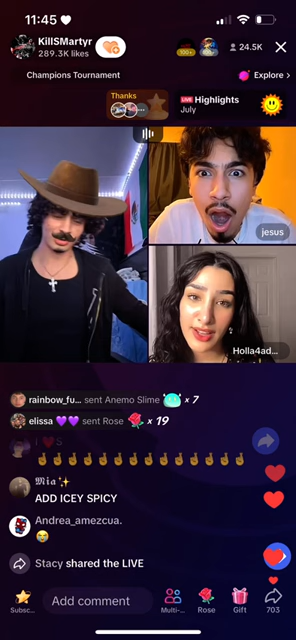 11:45
KillSMartyr
289.3K likes
100+
24.5K
Champions Tournament
Explore >
Thanks
LIVE Highlights
July
jesus
Holla4ad...
rainbow_fu... sent Anemo Slime x 7
elissa 💜💜 sent Rose x 19
I ❤️ S
𝕸𝖎𝖆✨
ADD ICEY SPICY
Andrea_amezcua.
😭
Stacy shared the LIVE
Subsc...
Add comment
Multi-...
Rose
Gift
703